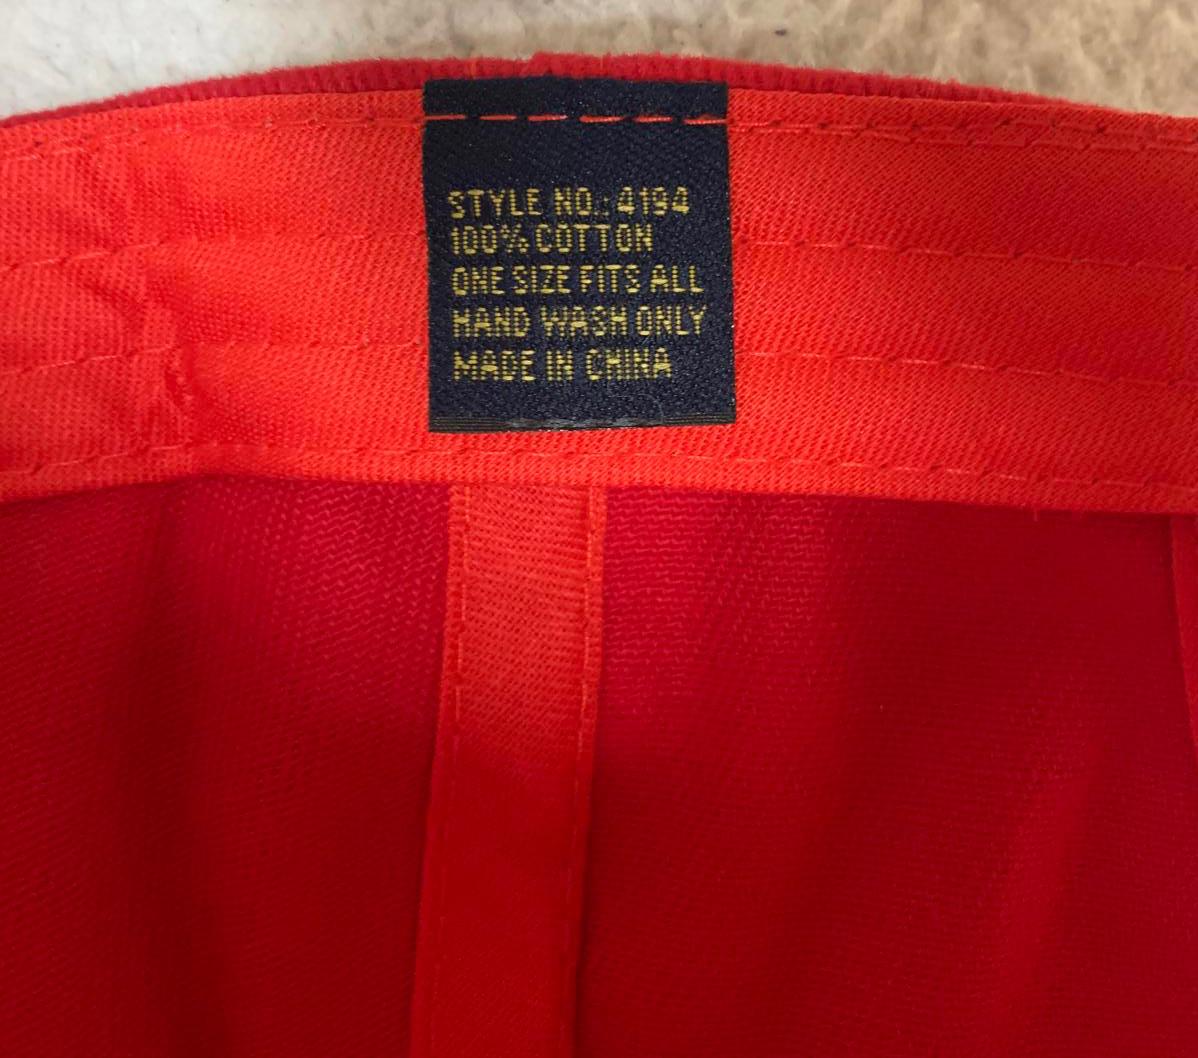 STYLE NO.: 4194
100% COTTON
ONE SIZE FITS ALL
HAND WASH ONLY
MADE IN CHINA